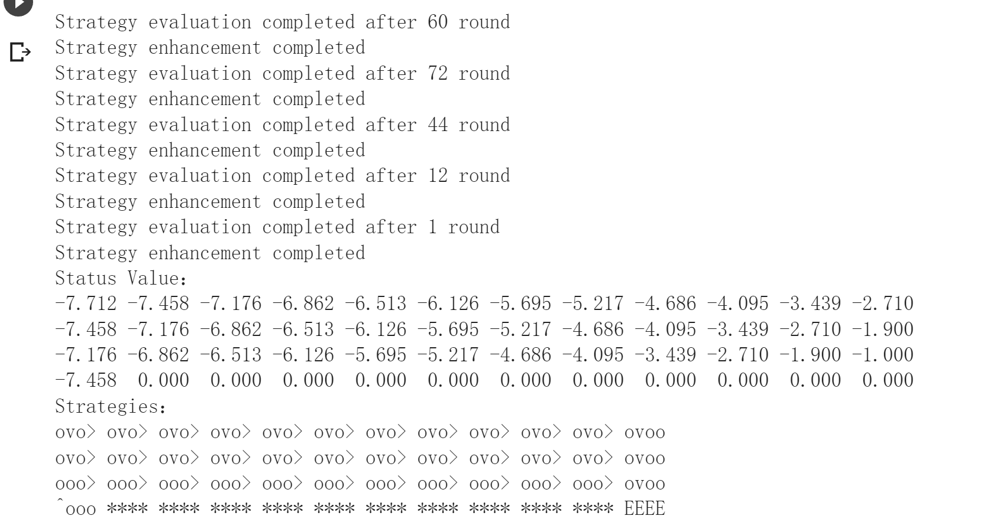 Strategy evaluation completed after 60 round
Strategy enhancement completed
Strategy evaluation completed after 72 round
Strategy enhancement completed
Strategy evaluation completed after 44 round
Strategy enhancement completed
Strategy evaluation completed after 12 round
Strategy enhancement completed
Strategy evaluation completed after 1 round
Strategy enhancement completed
Status Value:
-7.712 -7.458 -7.176 -6.862 -6.513 -6.126 -5.695 -5.217 -4.686 -4.095 -3.439 -2.710
-7.458 -7.176 -6.862 -6.513 -6.126 -5.695 -5.217 -4.686 -4.095 -3.439 -2.710 -1.900
-7.176 -6.862 -6.513 -6.126 -5.695 -5.217 -4.686 -4.095 -3.439 -2.710 -1.900 -1.000
-7.458 0.000 0.000 0.000 0.000 0.000 0.000 0.000 0.000 0.000 0.000 0.000
Strategies:
ovo> ovo> ovo> ovo> ovo> ovo> ovo> ovo> ovo> ovo> ovo> ovoo
ovo> ovo> ovo> ovo> ovo> ovo> ovo> ovo> ovo> ovo> ovo> ovoo
ooo> ooo> ooo> ooo> ooo> ooo> ooo> ooo> ooo> ooo> ooo> ovoo
^ooo **** **** **** **** **** **** **** **** **** **** EEEE